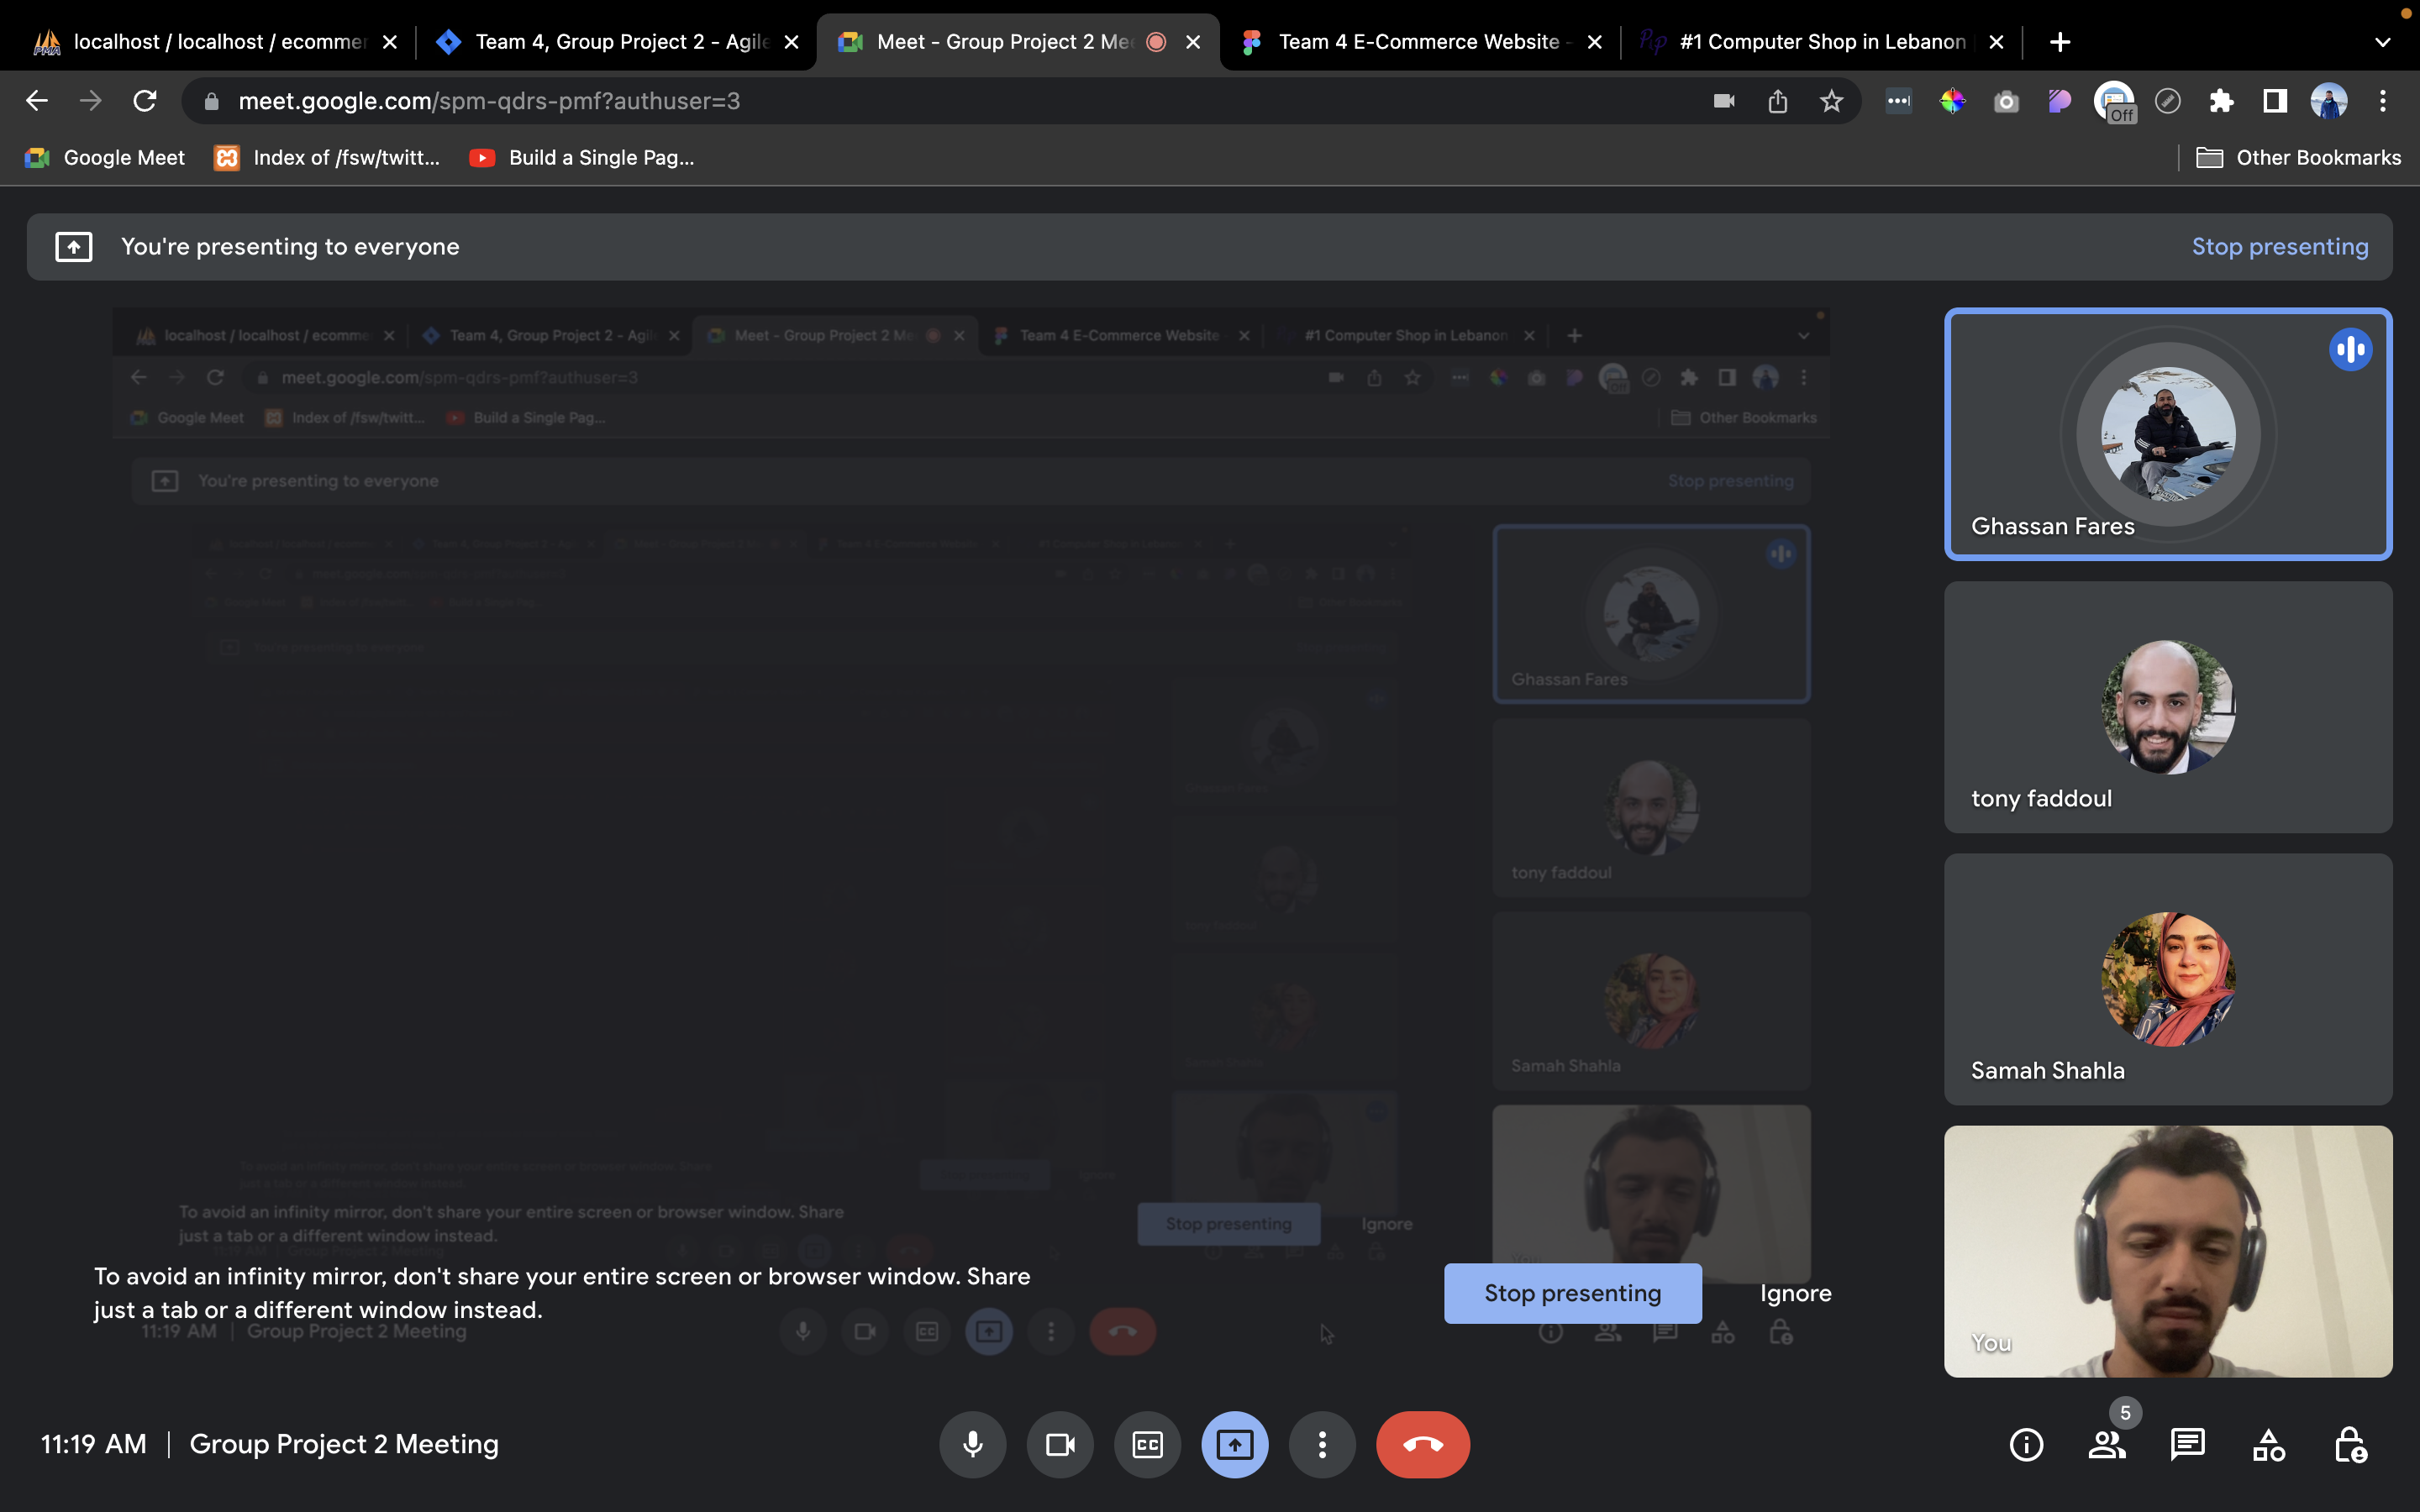 localhost / localhost / ecommer
Team 4, Group Project 2 - Agile
Meet - Group Project 2 Mee
Team 4 E-Commerce Website -
Pip
#1 Computer Shop in Lebanon
meet.google.com/spm-qdrs-pmf?authuser=3
Off
Google Meet
Index of /fsw/twitt...
Build a Single Pag...
Other Bookmarks
You're presenting to everyone
Stop presenting
localhost / localhost / ecomme
Team 4, Group Project 2 - Agil
Meet - Group Project 2 Me
Team 4 E-Commerce Website
#1 Computer Shop in Lebanon
meet.google.com/spm-qdrs-pmf?authuser=3
Google Meet
Index of /fsw/twitt...
Build a Single Pag...
Other Bookmarks
You're presenting to everyone
Stop presenting
Ghassan Fares
tony faddoul
Samah Shahla
You
Ghassan Fares
tony faddoul
Samah Shahla
To avoid an infinity mirror, don't share your entire screen or browser window. Share
just a tab or a different window instead.
Stop presenting
Ignore
To avoid an infinity mirror, don't share your entire screen or browser window. Share
just a tab or a different window instead.
Stop presenting
Ignore
11:19 AM | Group Project 2 Meeting
11:19 AM | Group Project 2 Meeting
CC
5